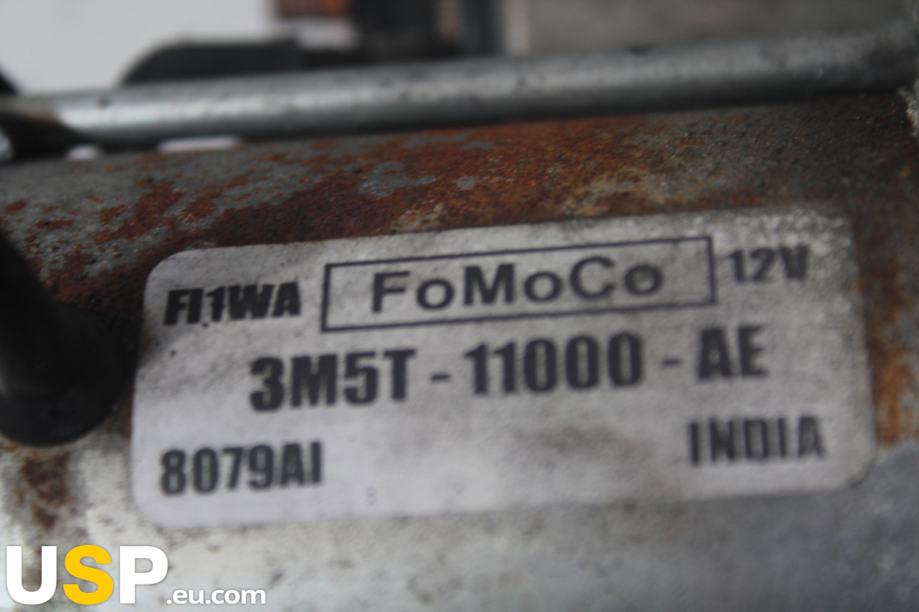 FI1WA FoMoCo 12V
3M5T - 11000 - AE
8079AI INDIA
USP.eu.com